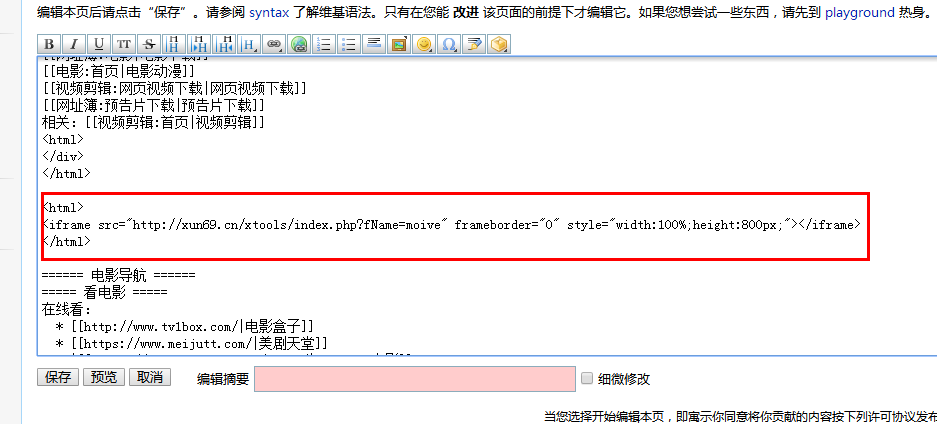 编辑本页后请点击“保存”。请参阅 syntax 了解维基语法。只有在您能 改进 该页面的前提下才编辑它。如果您想尝试一些东西，请先到 playground 热身。
B I U TT S H H H H
[[电影:首页|电影动漫]]
[[视频剪辑:网页视频下载|网页视频下载]]
[[网址簿:预告片下载|预告片下载]]
相关：[[视频剪辑:首页|视频剪辑]]
<html>
</div>
</html>
<html>
<iframe src="http://xun69.cn/xtools/index.php?fName=moive" frameborder="0" style="width:100%;height:800px;"></iframe>
</html>
====== 电影导航 ======
===== 看电影 =====
在线看：
* [[http://www.tv1box.com/|电影盒子]]
* [[https://www.meijutt.com/|美剧天堂]]
保存 预览 取消 编辑摘要 细微修改
当您选择开始编辑本页，即寓示你同意将你贡献的内容按下列许可协议发布